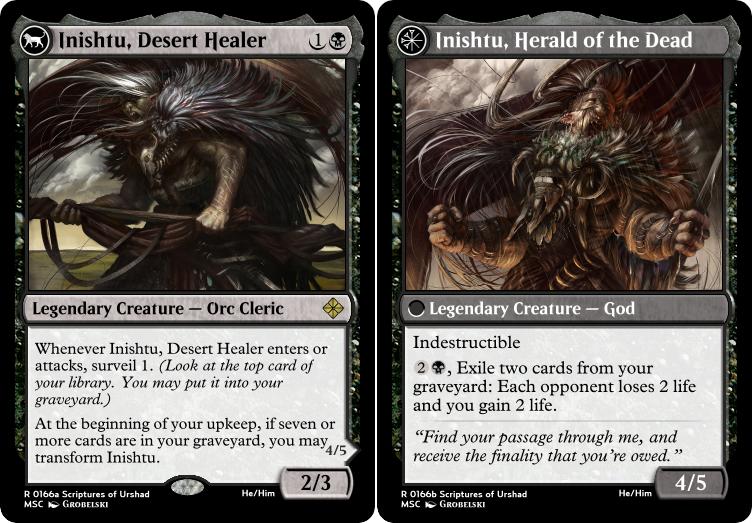 Inishtu, Desert Healer 1
Legendary Creature — Orc Cleric
Whenever Inishtu, Desert Healer enters or
attacks, surveil 1. (Look at the top card of
your library. You may put it into your
graveyard.)
At the beginning of your upkeep, if seven or
more cards are in your graveyard, you may
transform Inishtu.
4/5
2/3
R 0166a Scriptures of Urshad
He/Him
MSC Grobelski
Inishtu, Herald of the Dead
Legendary Creature — God
Indestructible
2 , Exile two cards from your
graveyard: Each opponent loses 2 life
and you gain 2 life.
“Find your passage through me, and
receive the finality that you're owed.”
4/5
R 0166b Scriptures of Urshad
He/Him
MSC Grobelski